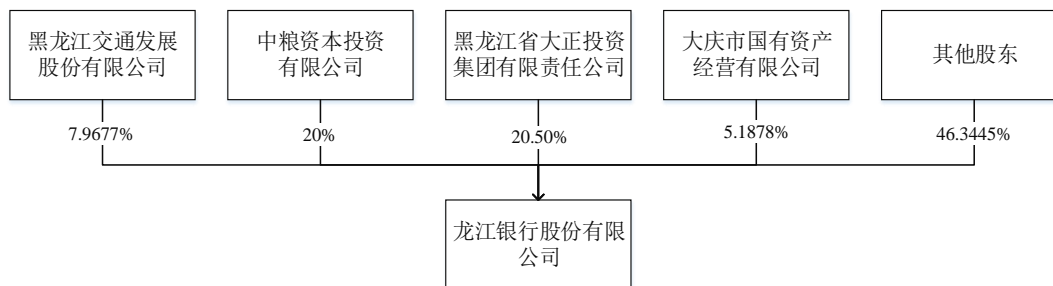 黑龙江交通发展
股份有限公司
中粮资本投资
有限公司
黑龙江省大正投资
集团有限责任公司
大庆市国有资产
经营有限公司
其他股东
7.9677%
20%
20.50%
5.1878%
46.3445%
龙江银行股份有限
公司